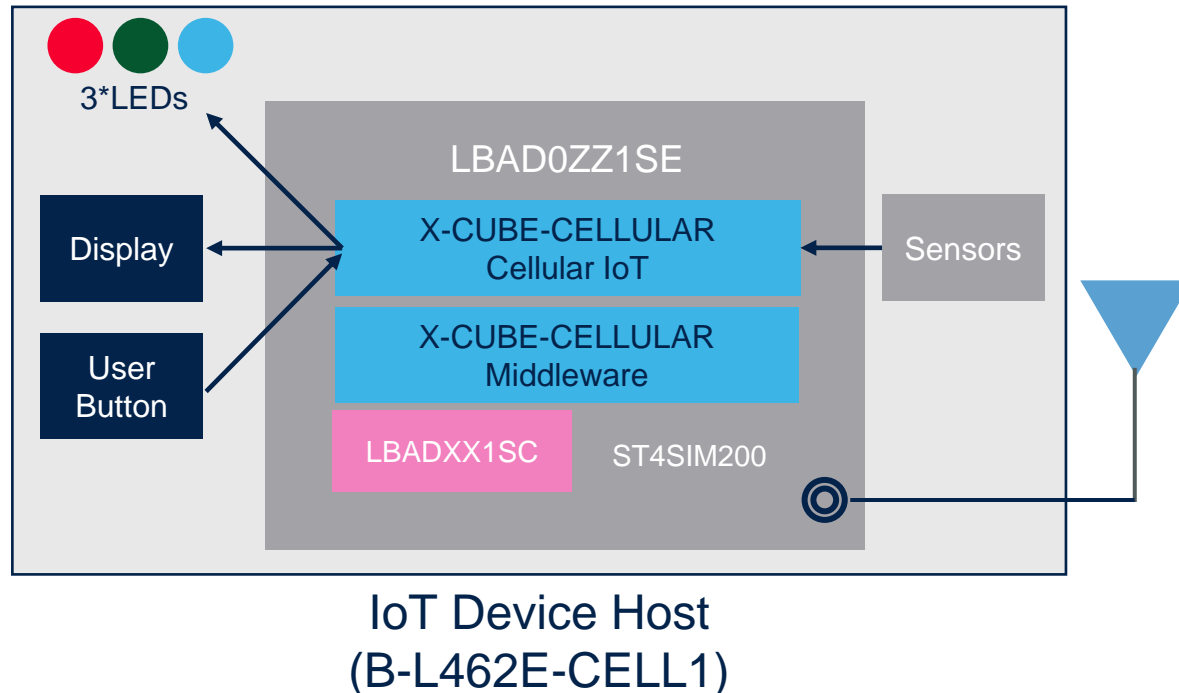 3*LEDs
LBAD0ZZ1SE
Display
X-CUBE-CELLULAR
Cellular IoT
Sensors
User
Button
X-CUBE-CELLULAR
Middleware
LBADXX1SC
ST4SIM200
IoT Device Host
(B-L462E-CELL1)